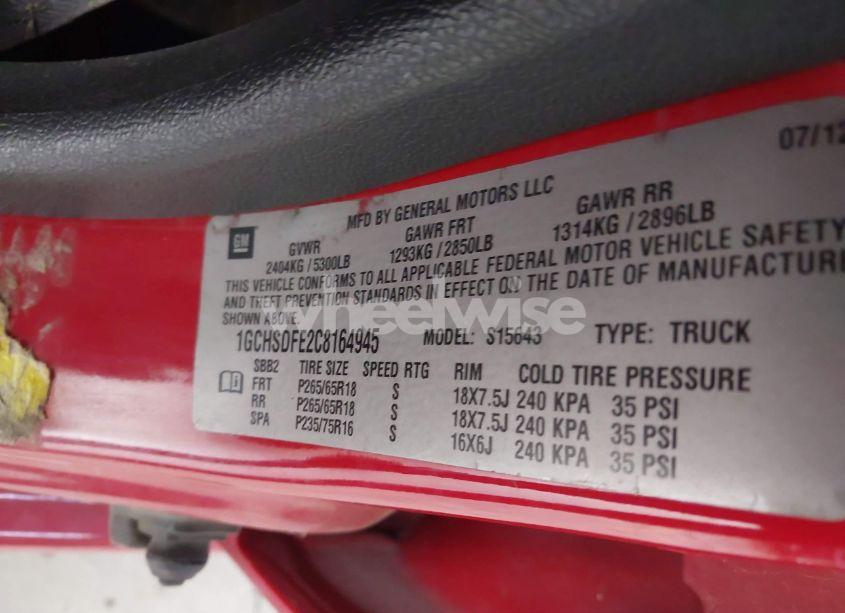 07/12
MFD BY GENERAL MOTORS LLC
GM
GVWR GAWR FRT GAWR RR
2404KG / 5300LB 1293KG / 2850LB 1314KG / 2896LB
THIS VEHICLE CONFORMS TO ALL APPLICABLE FEDERAL MOTOR VEHICLE SAFETY
AND THEFT PREVENTION STANDARDS IN EFFECT ON THE DATE OF MANUFACTURE
SHOWN ABOVE.
wheelwise
1GCHSDFE2C8164945 MODEL: S15643 TYPE: TRUCK
SBB2 TIRE SIZE SPEED RTG RIM COLD TIRE PRESSURE
FRT P265/65R18 S 18X7.5J 240 KPA 35 PSI
RR P265/65R18 S 18X7.5J 240 KPA 35 PSI
SPA P235/75R16 S 16X6J 240 KPA 35 PSI